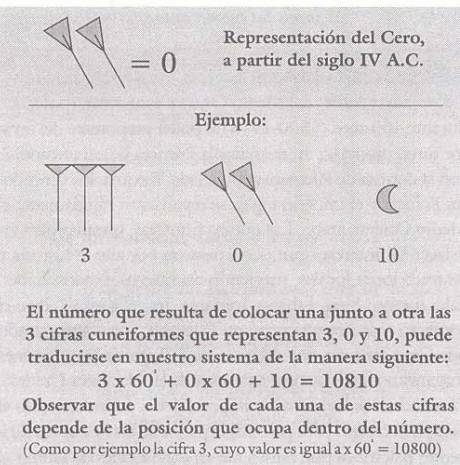 = 0
Representación del Cero,
a partir del siglo IV A.C.
Ejemplo:
3 0 10
El número que resulta de colocar una junto a otra las
3 cifras cuneiformes que representan 3, 0 y 10, puede
traducirse en nuestro sistema de la manera siguiente:
3 x 60' + 0 x 60 + 10 = 10810
Observar que el valor de cada una de estas cifras
depende de la posición que ocupa dentro del número.
(Como por ejemplo la cifra 3, cuyo valor es igual a x 60' = 10800)